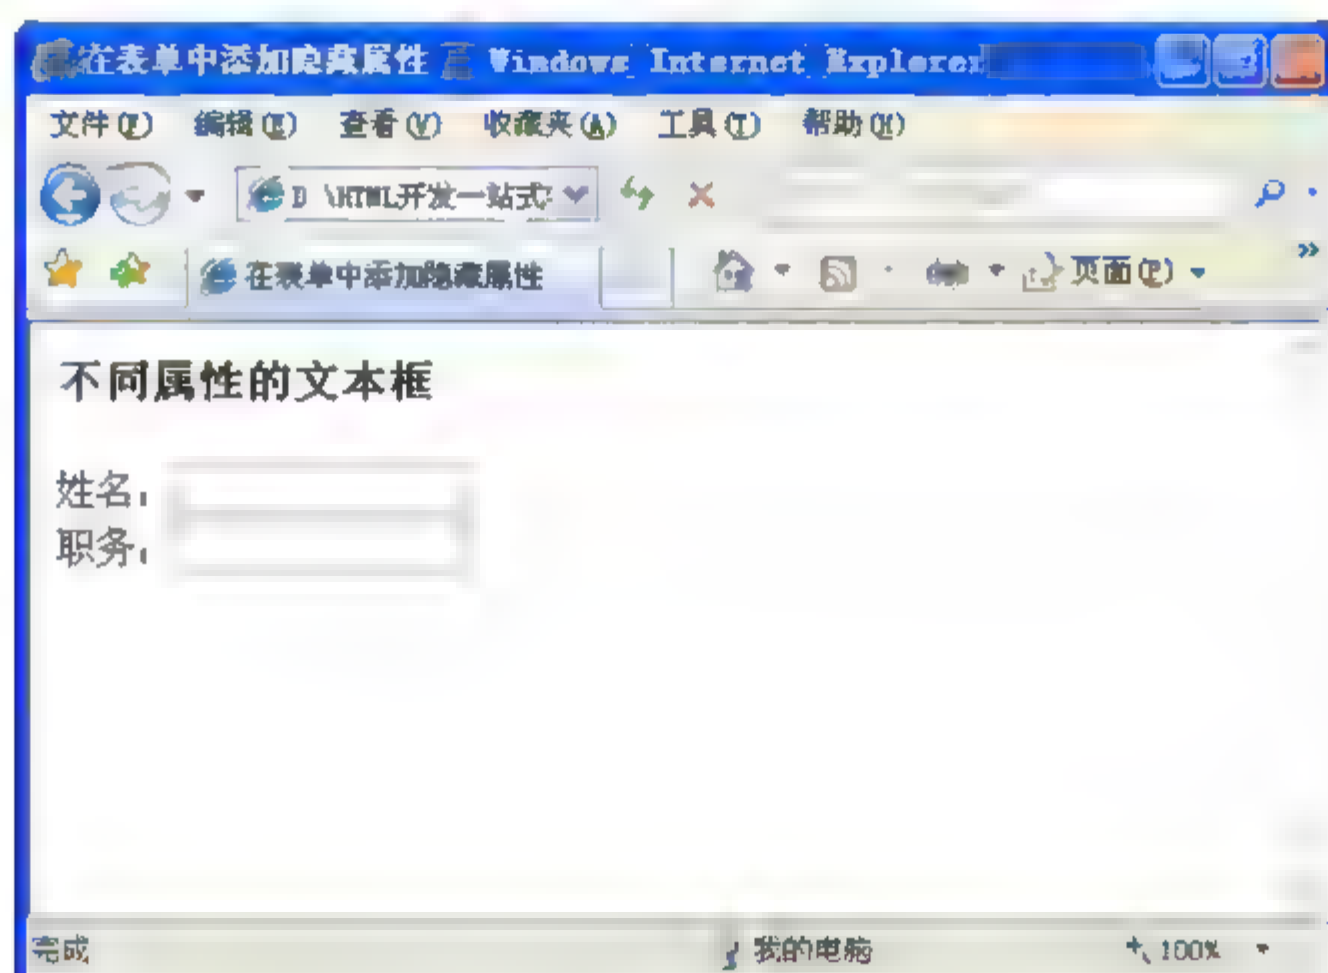 在表单中添加隐藏属性 - Windows Internet Explorer
文件(F) 编辑(E) 查看(V) 收藏夹(A) 工具(T) 帮助(H)
D \HTML开发一站式
在表单中添加隐藏属性 页面(P)
不同属性的文本框
姓名:
职务:
完成 我的电脑 100%